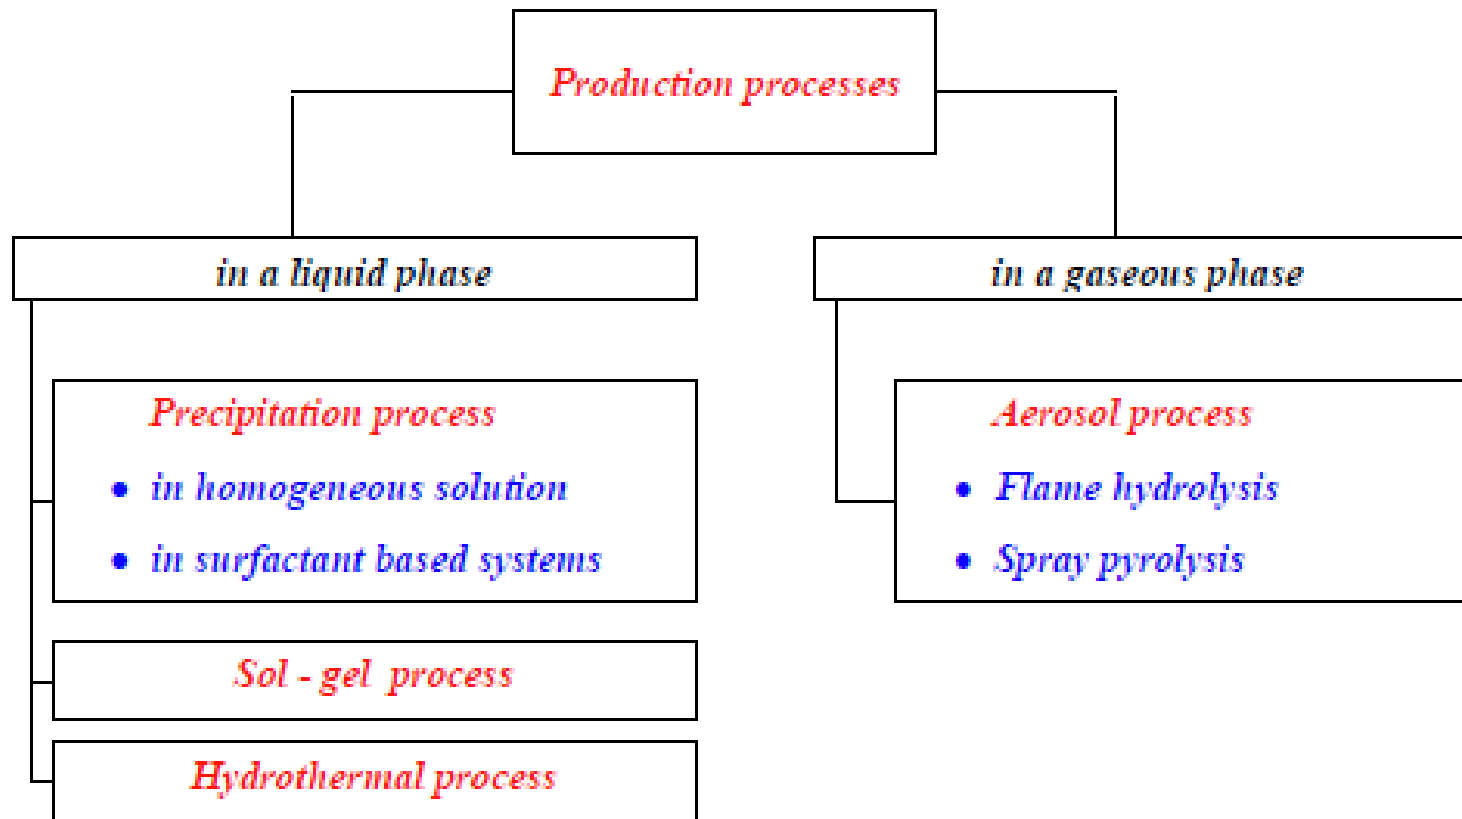 Production processes
in a liquid phase
in a gaseous phase
Precipitation process
• in homogeneous solution
• in surfactant based systems
Aerosol process
• Flame hydrolysis
• Spray pyrolysis
Sol - gel process
Hydrothermal process